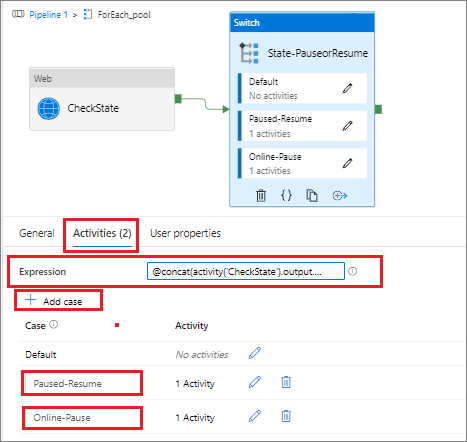 Pipeline 1 > ForEach_pool
Switch
State-PauseorResume
Web
CheckState
Default
No activities
Paused-Resume
1 activities
Online-Pause
1 activities
General Activities (2) User properties
Expression @concat(activity('CheckState').output....
+ Add case
Case Activity
Default No activities
Paused-Resume 1 Activity
Online-Pause 1 Activity